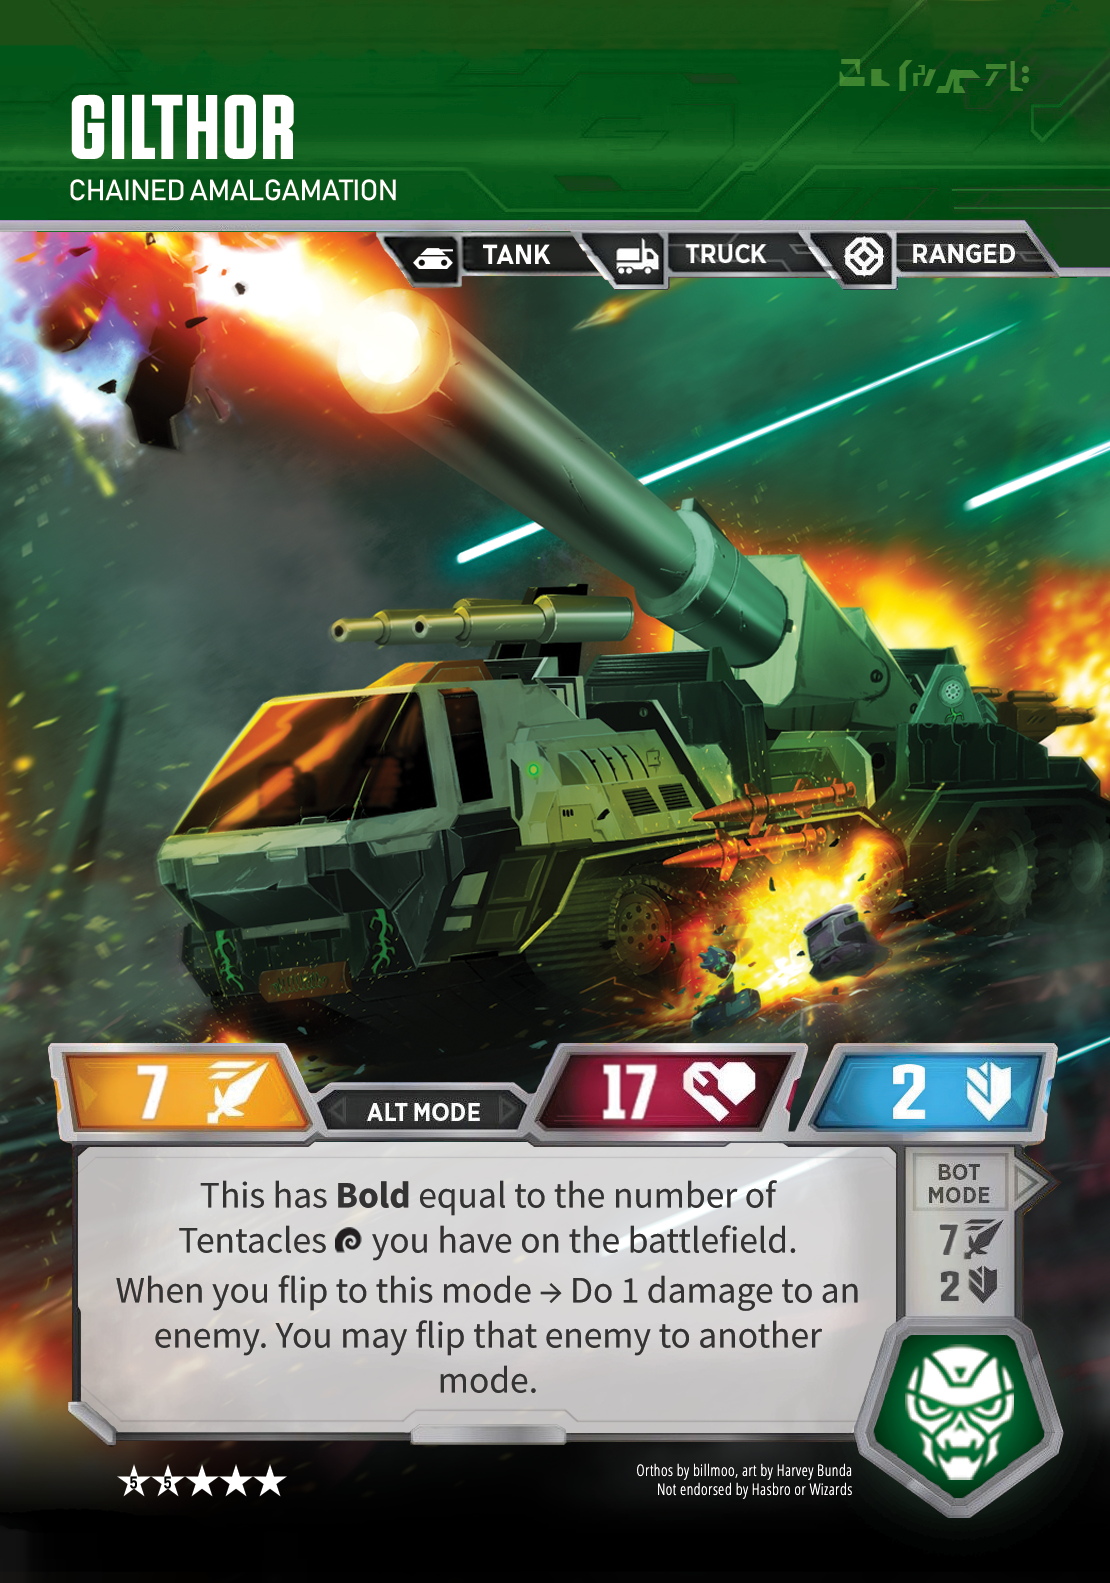 GILTHOR
CHAINED AMALGAMATION
TANK TRUCK RANGED
7 ALT MODE 17 2
This has Bold equal to the number of
Tentacles you have on the battlefield.
When you flip to this mode → Do 1 damage to an
enemy. You may flip that enemy to another
mode.
BOT
MODE
7
2
5 5
Orthos by billmoo, art by Harvey Bunda
Not endorsed by Hasbro or Wizards